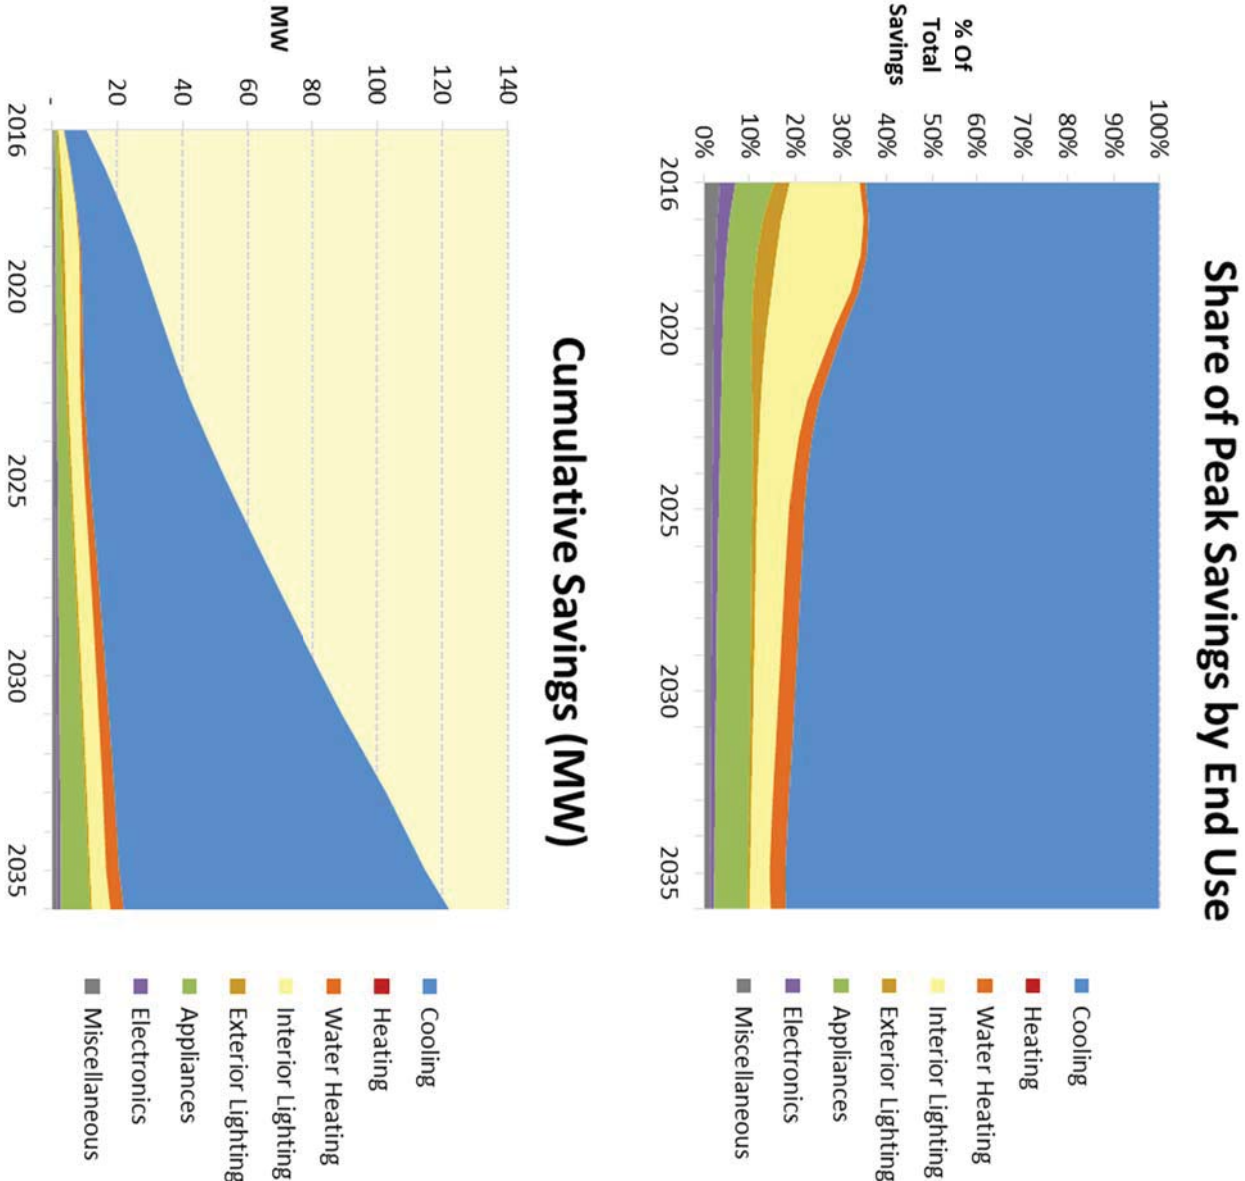 Share of Peak Savings by End Use
100%
90%
80%
70%
60%
50%
40%
30%
20%
10%
0%
% Of
Total
Savings
2016
2020
2025
2030
2035
Cooling
Heating
Water Heating
Interior Lighting
Exterior Lighting
Appliances
Electronics
Miscellaneous
Cumulative Savings (MW)
140
120
100
80
60
40
20
-
MW
2016
2020
2025
2030
2035
Cooling
Heating
Water Heating
Interior Lighting
Exterior Lighting
Appliances
Electronics
Miscellaneous